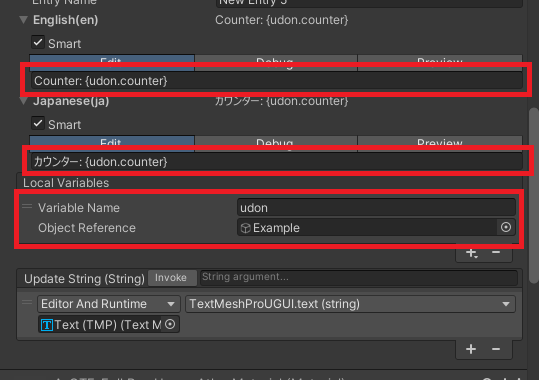 Entry Name New Entry 5
English(en) Counter: {udon.counter}
Smart
Edit Debug Preview
Counter: {udon.counter}
Japanese(ja) カウンター: {udon.counter}
Smart
Edit Debug Preview
カウンター: {udon.counter}
Local Variables
Variable Name udon
Object Reference Example
Update String (String) Invoke String argument...
Editor And Runtime TextMeshProUGUI.text (string)
Text (TMP) (Text M